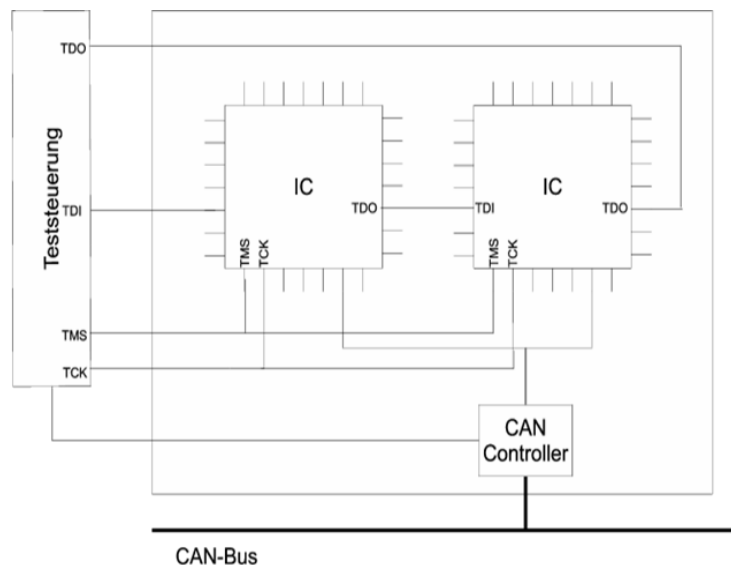 TDO
Teststeuerung
TDI
IC
TDO
TDI
IC
TDO
TMS
TCK
TMS
TCK
TMS
TCK
CAN
Controller
CAN-Bus